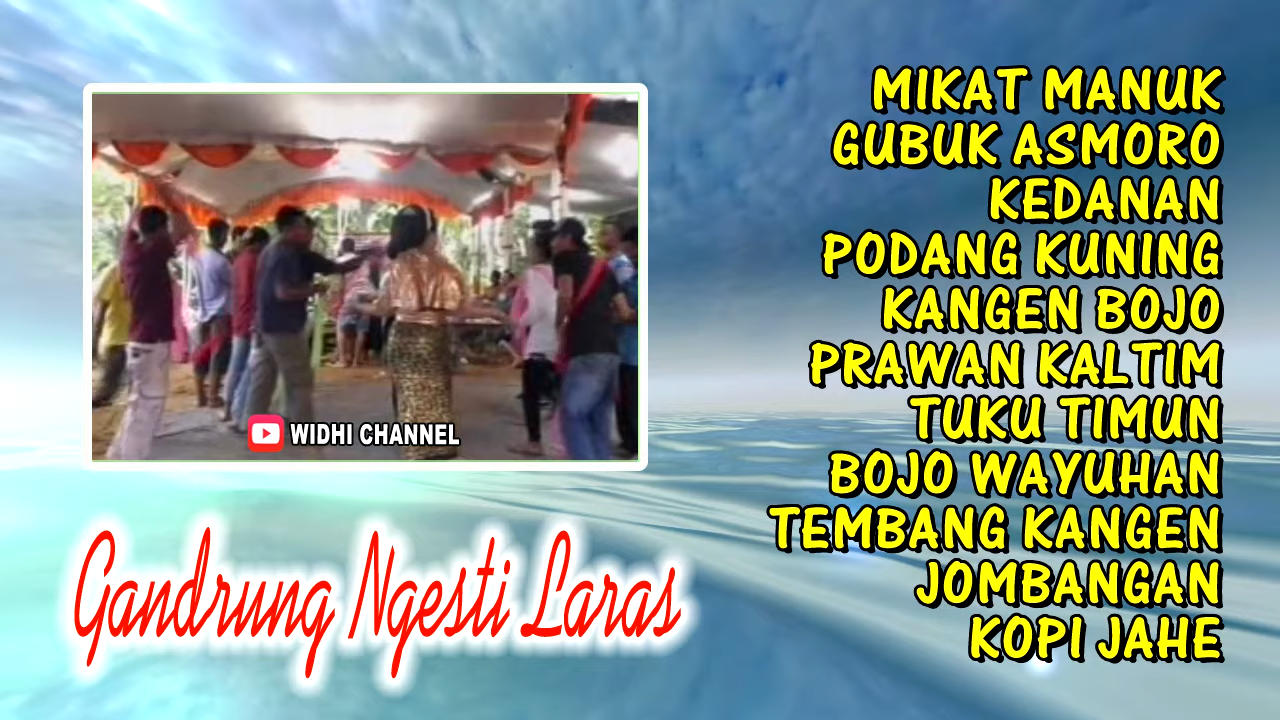 WIDHI CHANNEL
Gandrung Ngesti Laras
MIKAT MANUK
GUBUK ASMORO
KEDANAN
PODANG KUNING
KANGEN BOJO
PRAWAN KALTIM
TUKU TIMUN
BOJO WAYUHAN
TEMBANG KANGEN
JOMBANGAN
KOPI JAHE